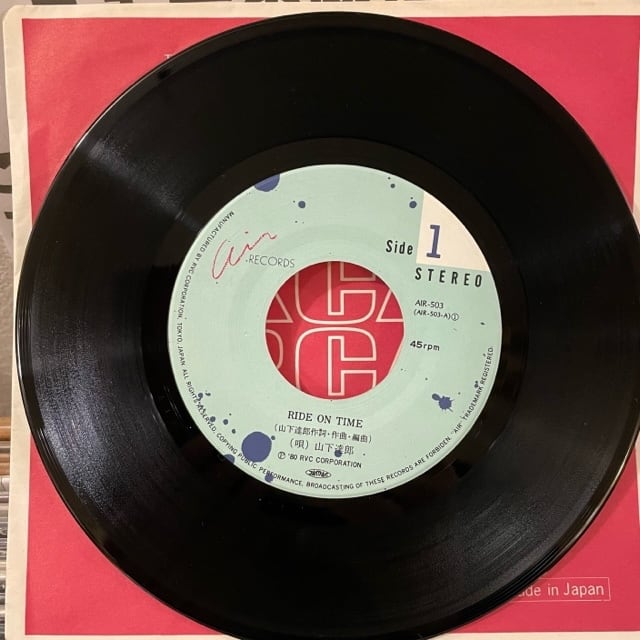 air
RECORDS
Side 1
STEREO
AIR-503
(AIR-503-A)①
45rpm
RIDE ON TIME
(山下達郎作詞・作曲・編曲)
(唄)山下達郎
Ⓟ '80 RVC CORPORATION
MANUFACTURED BY RVC CORPORATION, TOKYO, JAPAN. ALL RIGHTS RESERVED. COPYING, PUBLIC PERFORMANCE, BROADCASTING OF THESE RECORDS ARE FORBIDDEN. "AIR" TRADEMARK REGISTERED.
in Japan